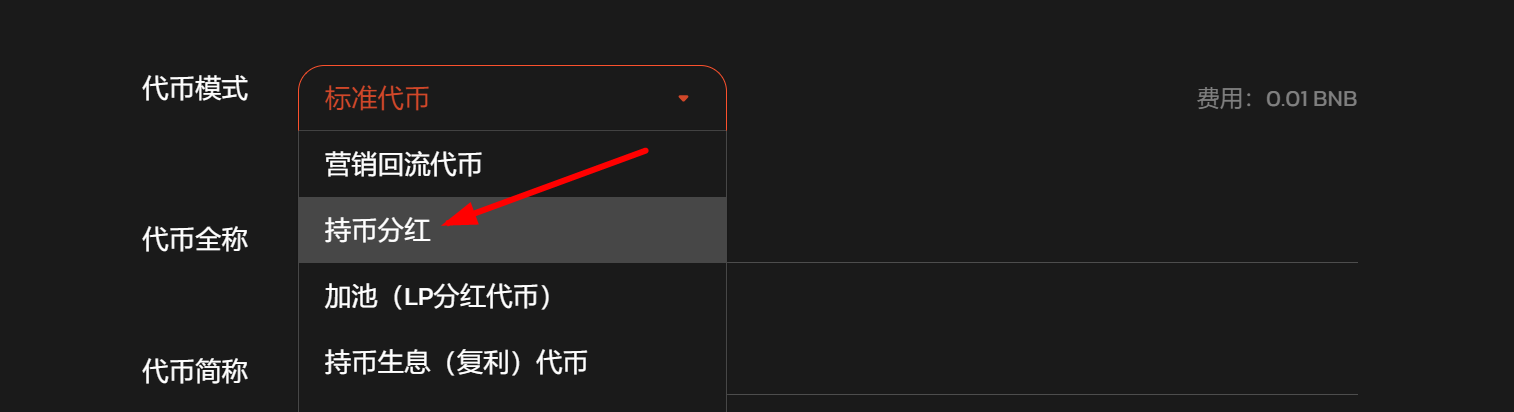 代币模式
标准代币
费用：0.01 BNB
营销回流代币
持币分红
代币全称
加池（LP分红代币）
持币生息（复利）代币
代币简称